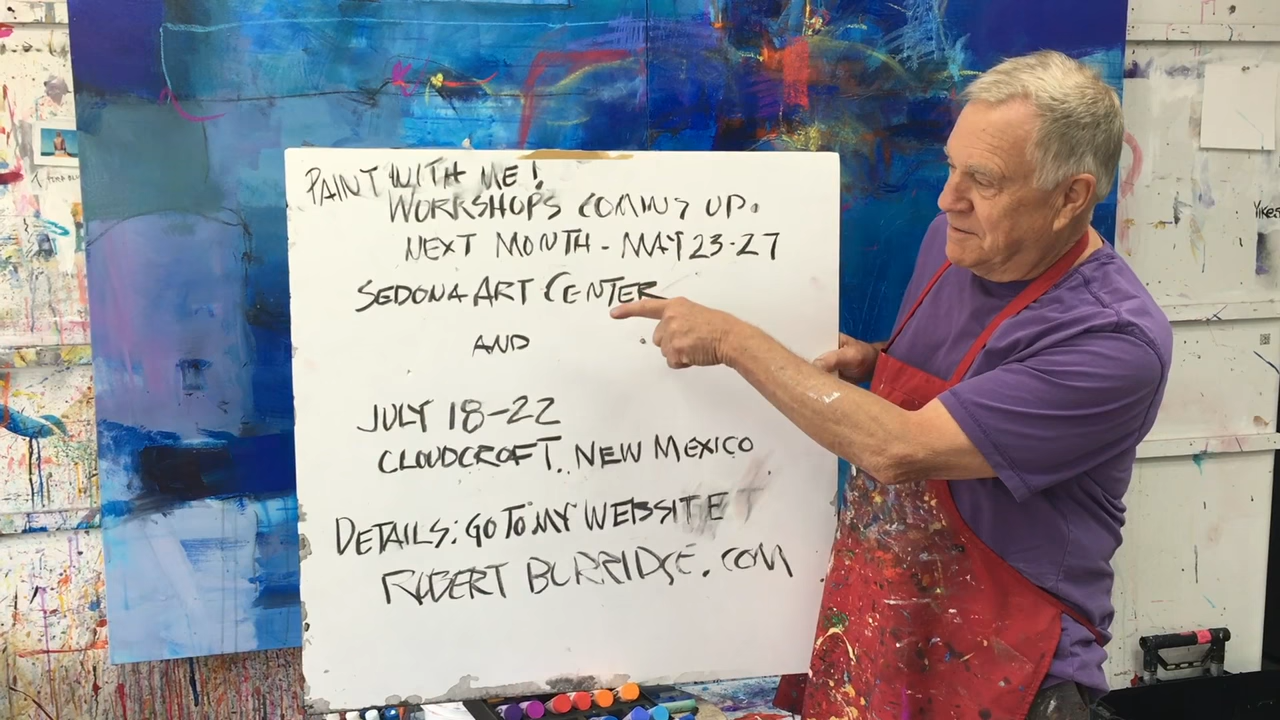 PAINT WITH ME!
WORKSHOPS COMING UP.
NEXT MONTH - MAY 23-27
SEDONA ART CENTER
AND
JULY 18-22
CLOUDCROFT, NEW MEXICO
DETAILS: GO TO MY WEBSITE
ROBERT BURRIDGE.COM
YIKES